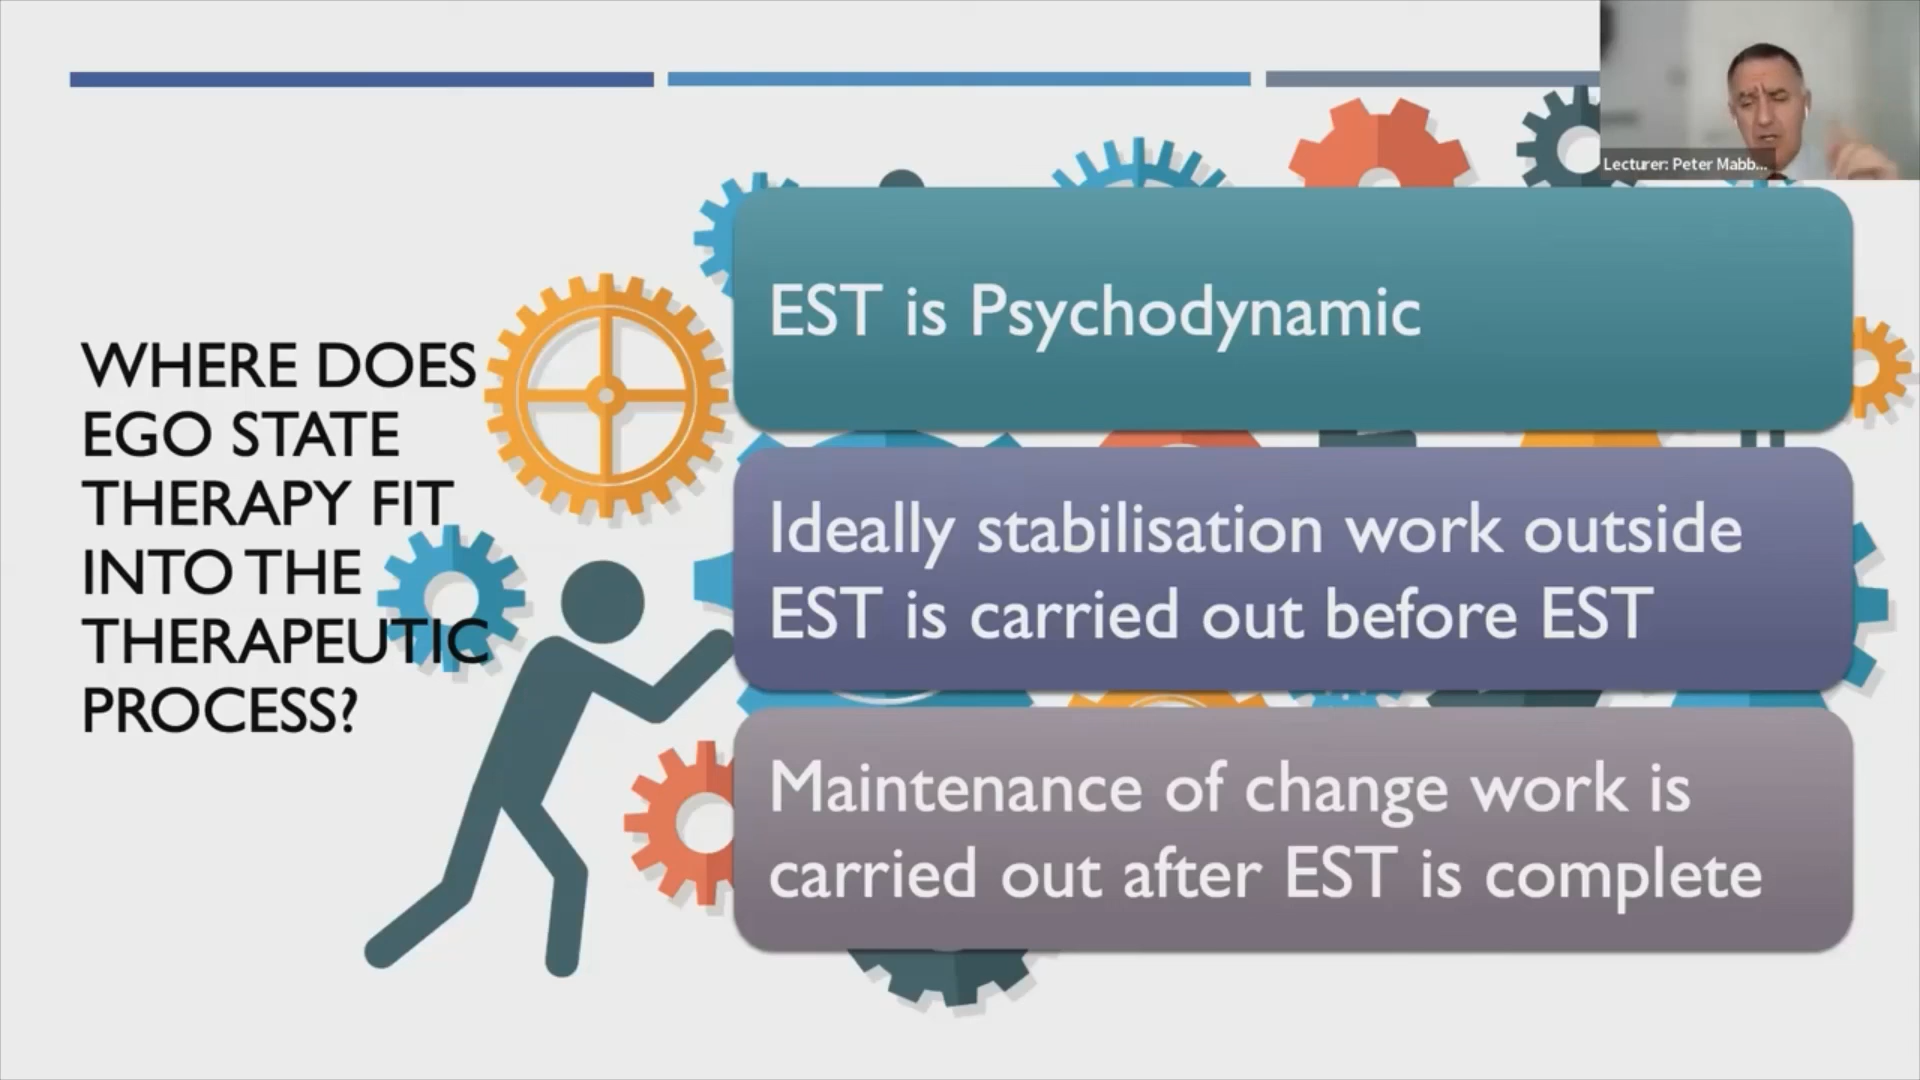 WHERE DOES
EGO STATE
THERAPY FIT
INTO THE
THERAPEUTIC
PROCESS?
EST is Psychodynamic
Ideally stabilisation work outside
EST is carried out before EST
Maintenance of change work is
carried out after EST is complete
Lecturer: Peter Mabb...